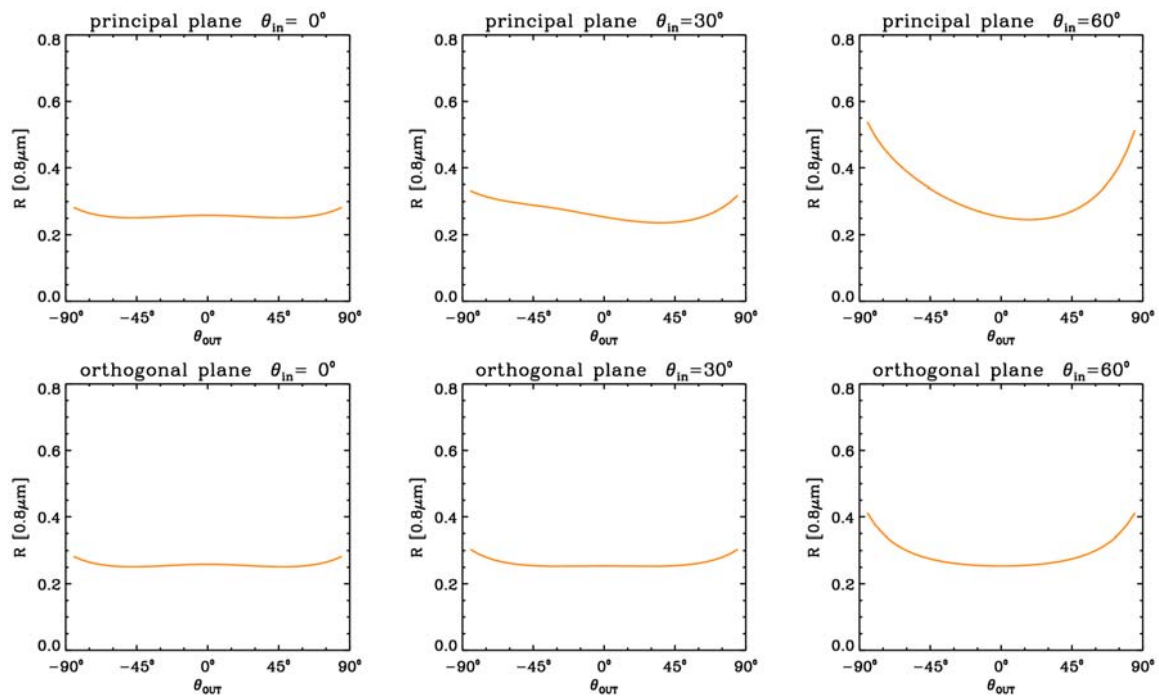 principal plane θin= 0°
0.8
0.6
0.4
0.2
0.0
R [0.8μm]
-90° -45° 0° 45° 90°
θOUT
principal plane θin=30°
0.8
0.6
0.4
0.2
0.0
R [0.8μm]
-90° -45° 0° 45° 90°
θOUT
principal plane θin=60°
0.8
0.6
0.4
0.2
0.0
R [0.8μm]
-90° -45° 0° 45° 90°
θOUT
orthogonal plane θin= 0°
0.8
0.6
0.4
0.2
0.0
R [0.8μm]
-90° -45° 0° 45° 90°
θOUT
orthogonal plane θin=30°
0.8
0.6
0.4
0.2
0.0
R [0.8μm]
-90° -45° 0° 45° 90°
θOUT
orthogonal plane θin=60°
0.8
0.6
0.4
0.2
0.0
R [0.8μm]
-90° -45° 0° 45° 90°
θOUT